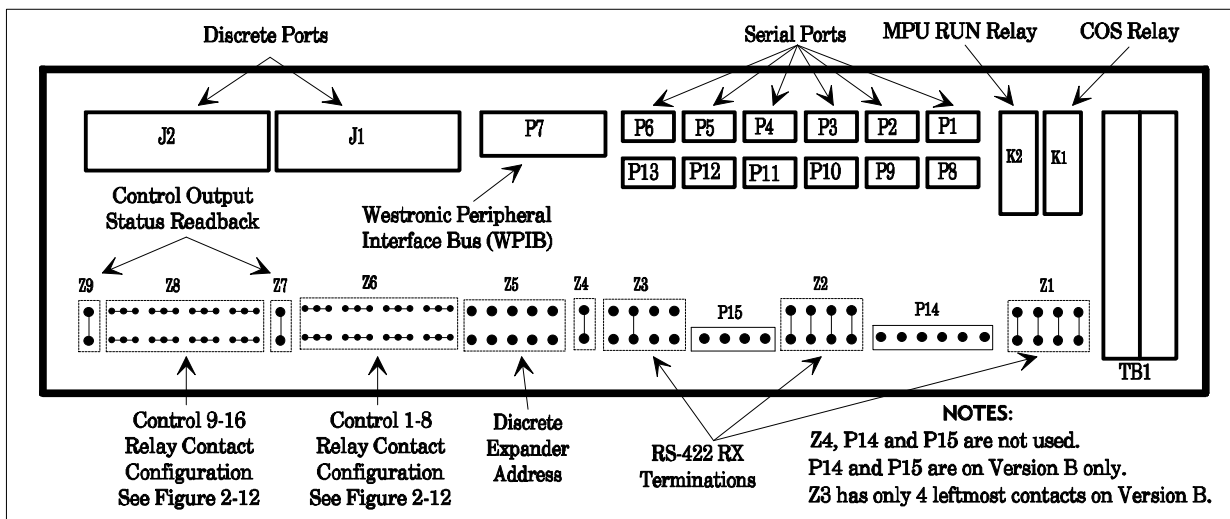 Discrete Ports
Serial Ports
MPU RUN Relay
COS Relay
J2
J1
P7
P6
P5
P4
P3
P2
P1
P13
P12
P11
P10
P9
P8
K2
K1
Control Output
Status Readback
Westronic Peripheral
Interface Bus (WPIB)
Z9
Z8
Z7
Z6
Z5
Z4
Z3
P15
Z2
P14
Z1
TB1
Control 9-16
Relay Contact
Configuration
See Figure 2-12
Control 1-8
Relay Contact
Configuration
See Figure 2-12
Discrete
Expander
Address
RS-422 RX
Terminations
NOTES:
Z4, P14 and P15 are not used.
P14 and P15 are on Version B only.
Z3 has only 4 leftmost contacts on Version B.